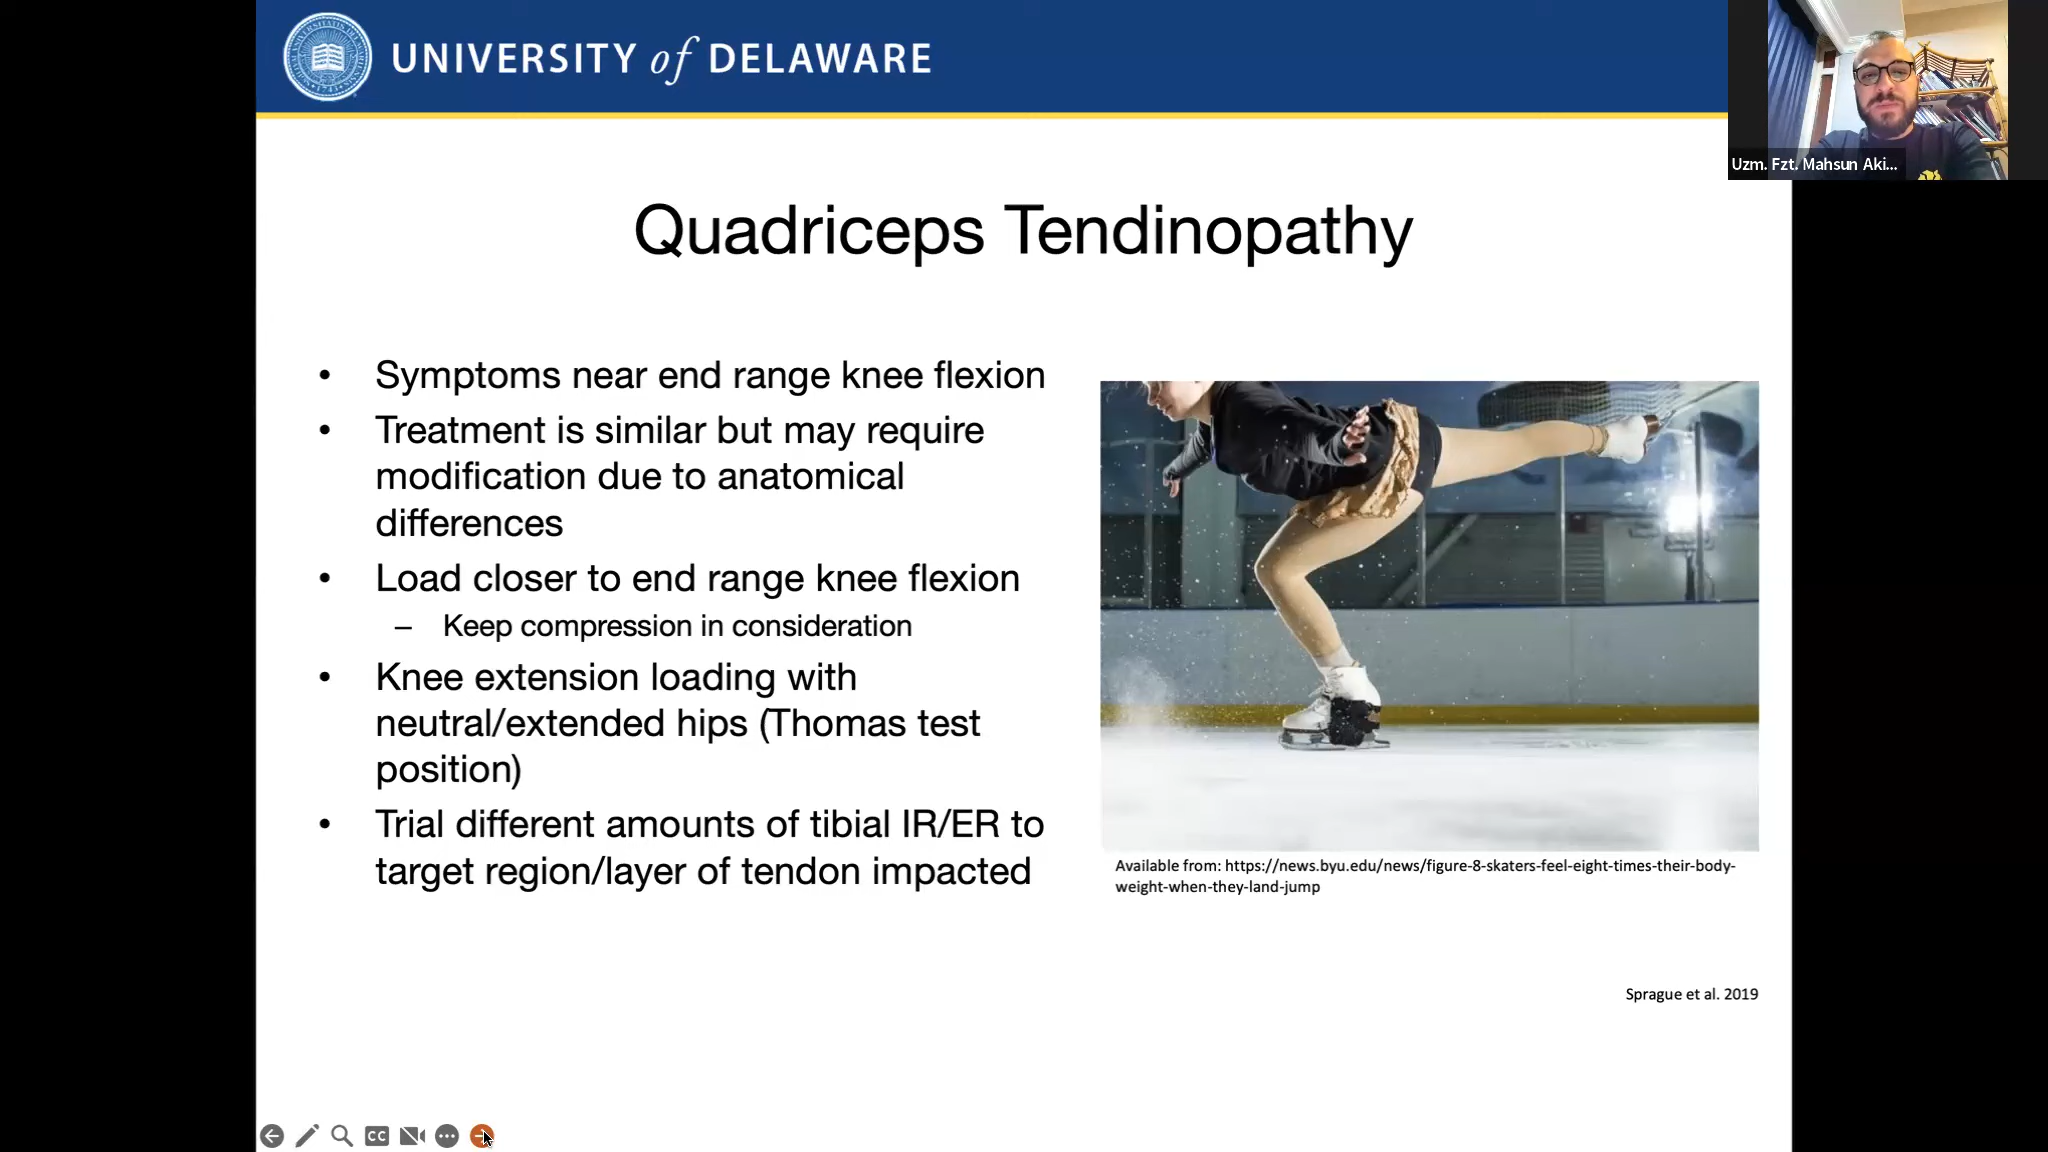 UNIVERSITY of DELAWARE
Uzm. Fzt. Mahsun Aki...
Quadriceps Tendinopathy
• Symptoms near end range knee flexion
• Treatment is similar but may require
modification due to anatomical
differences
• Load closer to end range knee flexion
– Keep compression in consideration
• Knee extension loading with
neutral/extended hips (Thomas test
position)
• Trial different amounts of tibial IR/ER to
target region/layer of tendon impacted
Available from: https://news.byu.edu/news/figure-8-skaters-feel-eight-times-their-body-
weight-when-they-land-jump
Sprague et al. 2019
CC